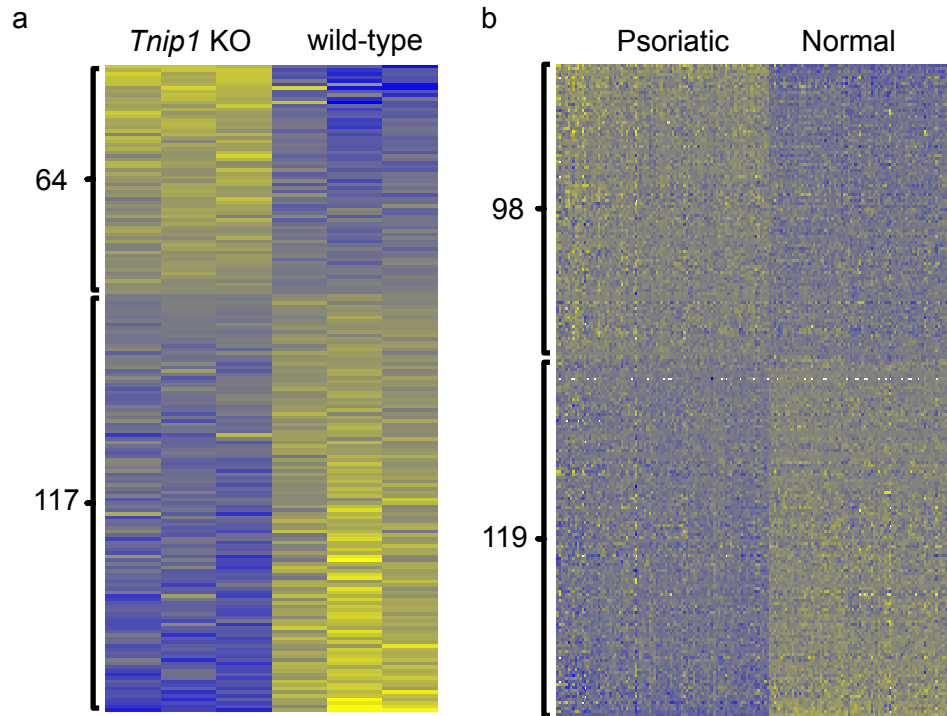 a
Tnip1 KO wild-type
64
117
b
Psoriatic Normal
98
119